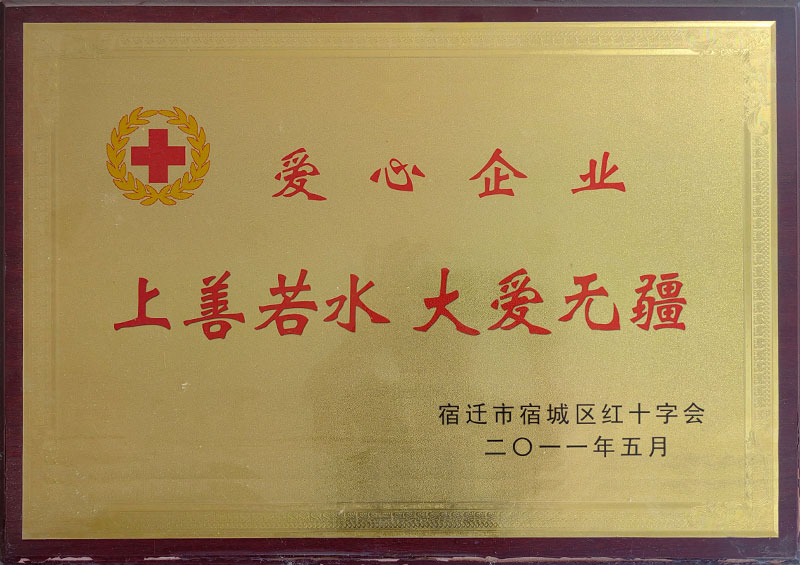 爱心企业
上善若水 大爱无疆
宿迁市宿城区红十字会
二〇一一年五月